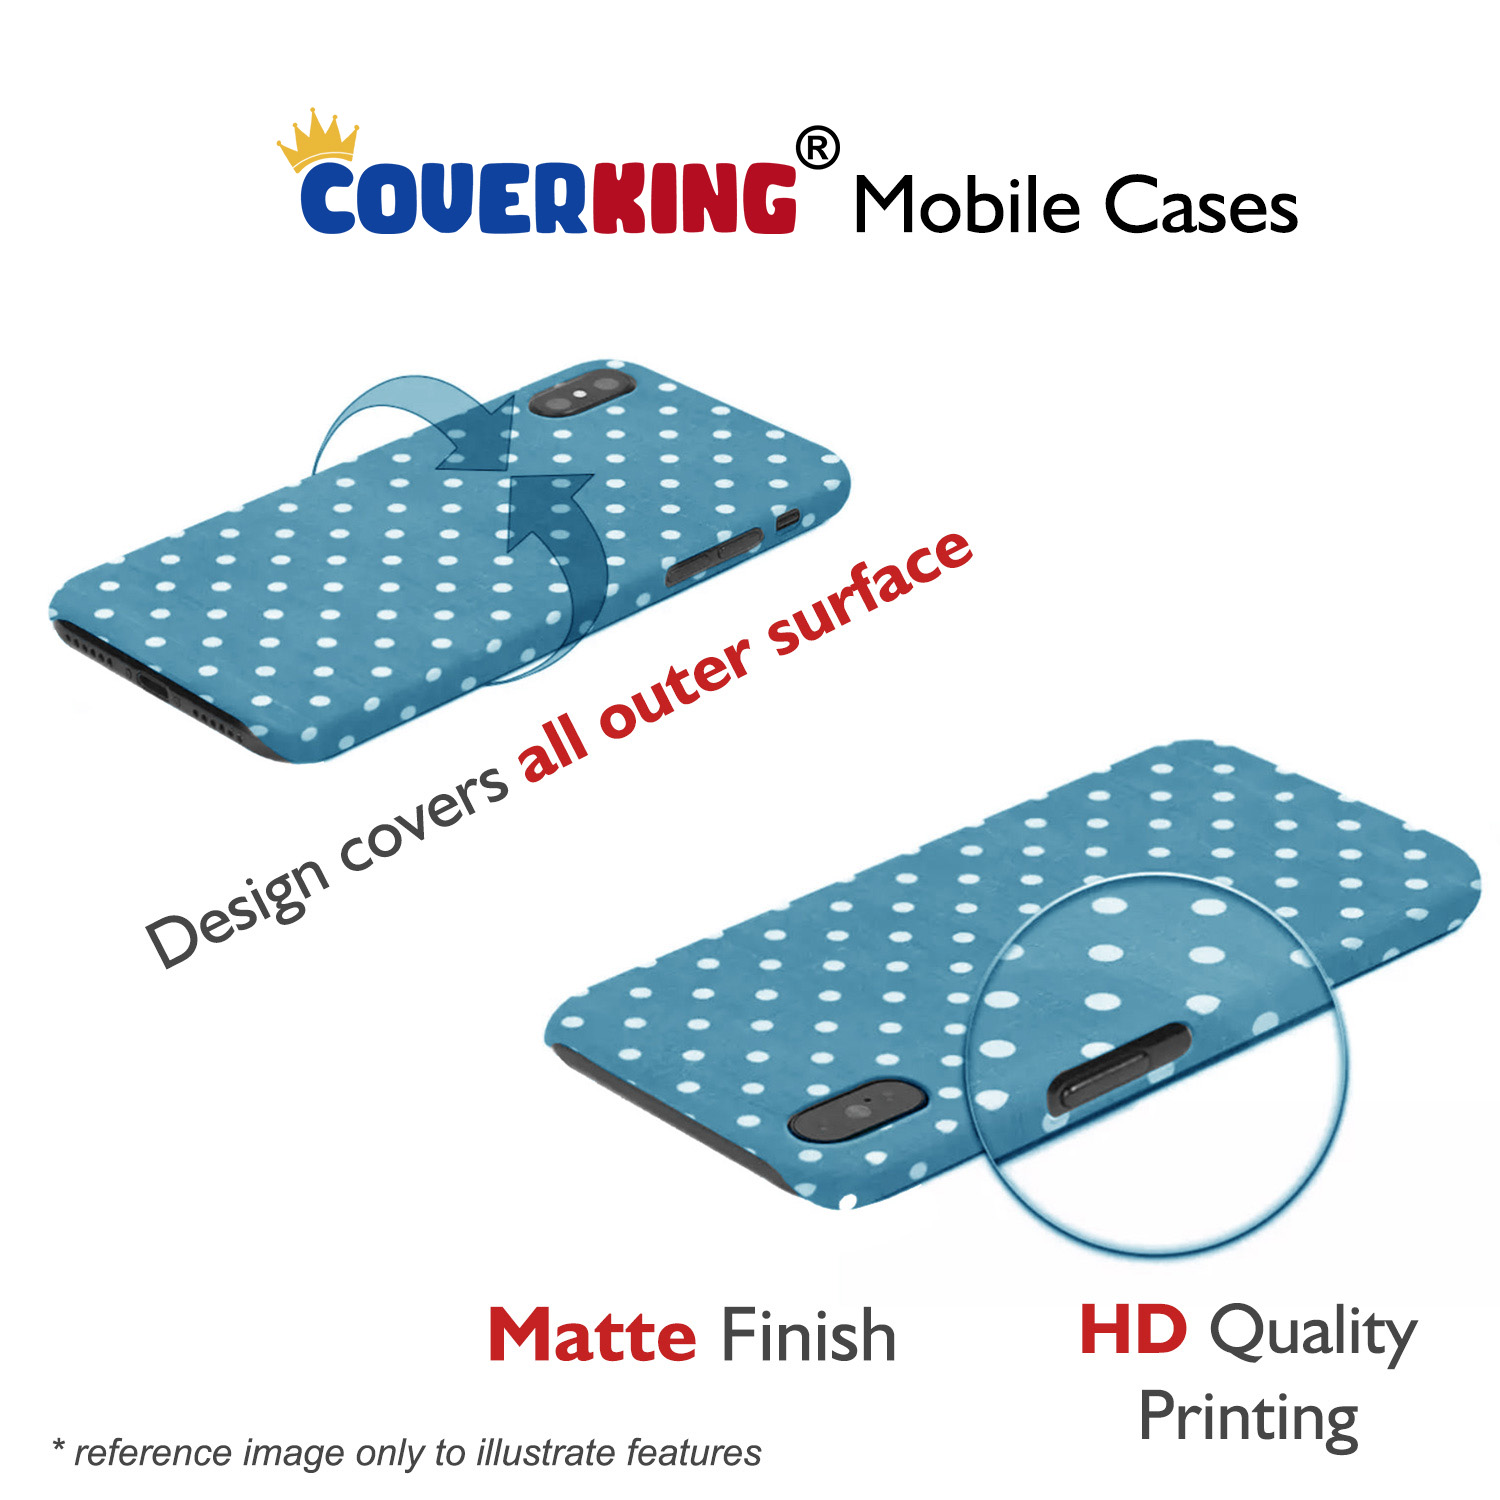 COVERKING® Mobile Cases
Design covers all outer surface
Matte Finish
HD Quality
Printing
* reference image only to illustrate features